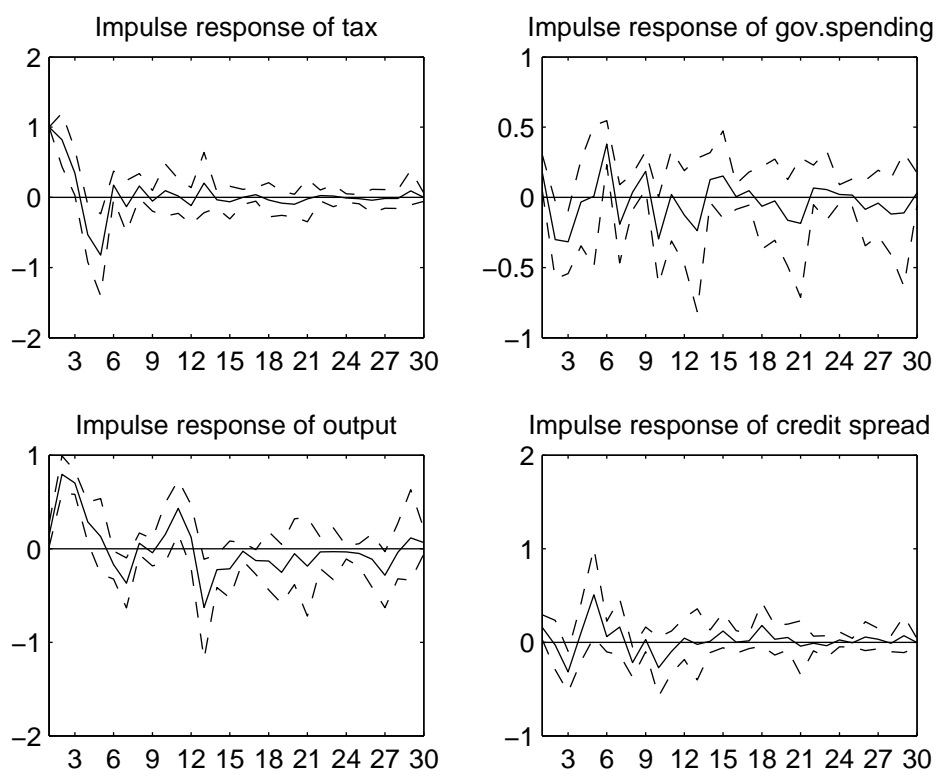 Impulse response of tax
2
1
0
−1
−2
3 6 9 12 15 18 21 24 27 30
Impulse response of gov.spending
1
0.5
0
−0.5
−1
3 6 9 12 15 18 21 24 27 30
Impulse response of output
1
0
−1
−2
3 6 9 12 15 18 21 24 27 30
Impulse response of credit spread
2
1
0
−1
3 6 9 12 15 18 21 24 27 30